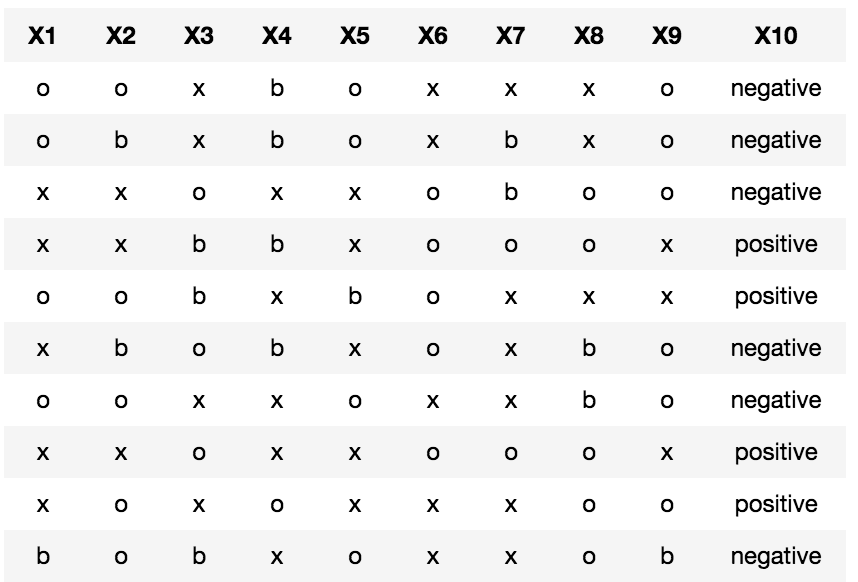 X1 X2 X3 X4 X5 X6 X7 X8 X9 X10
o o x b o x x x o negative
o b x b o x b x o negative
x x o x x o b o o negative
x x b b x o o o x positive
o o b x b o x x x positive
x b o b x o x b o negative
o o x x o x x b o negative
x x o x x o o o x positive
x o x o x x x o o positive
b o b x o x x o b negative